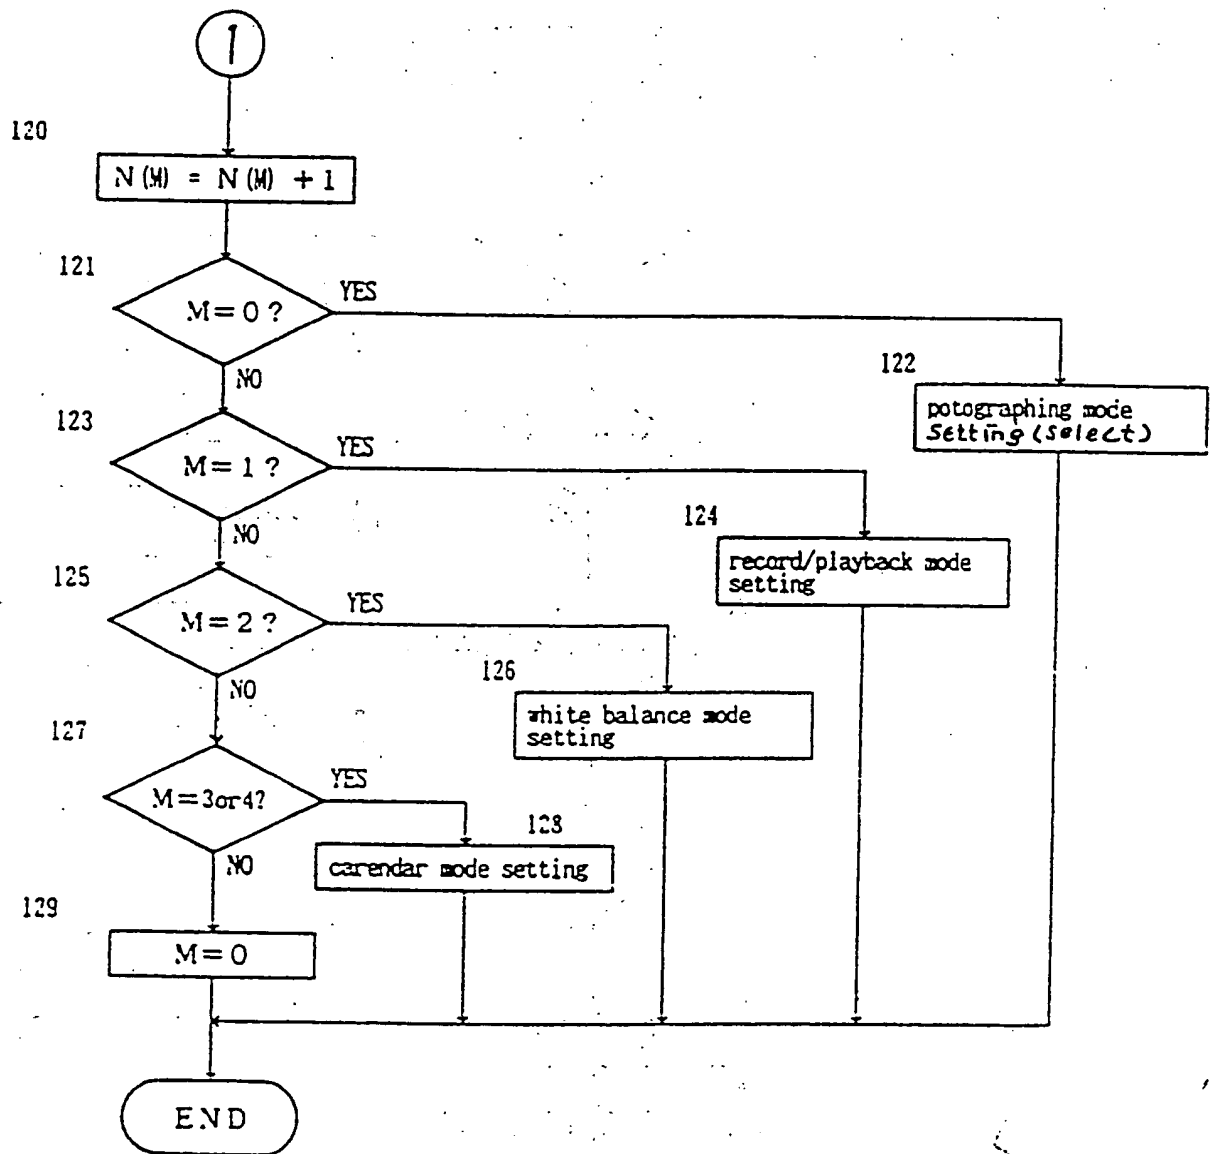 1
120
N(M) = N(M) + 1
121
M=0?
YES
NO
122
potographing mode
Setting (Select)
123
M=1?
YES
NO
124
record/playback mode
setting
125
M=2?
YES
NO
126
white balance mode
setting
127
M=3or4?
YES
NO
128
carendar mode setting
129
M=0
END